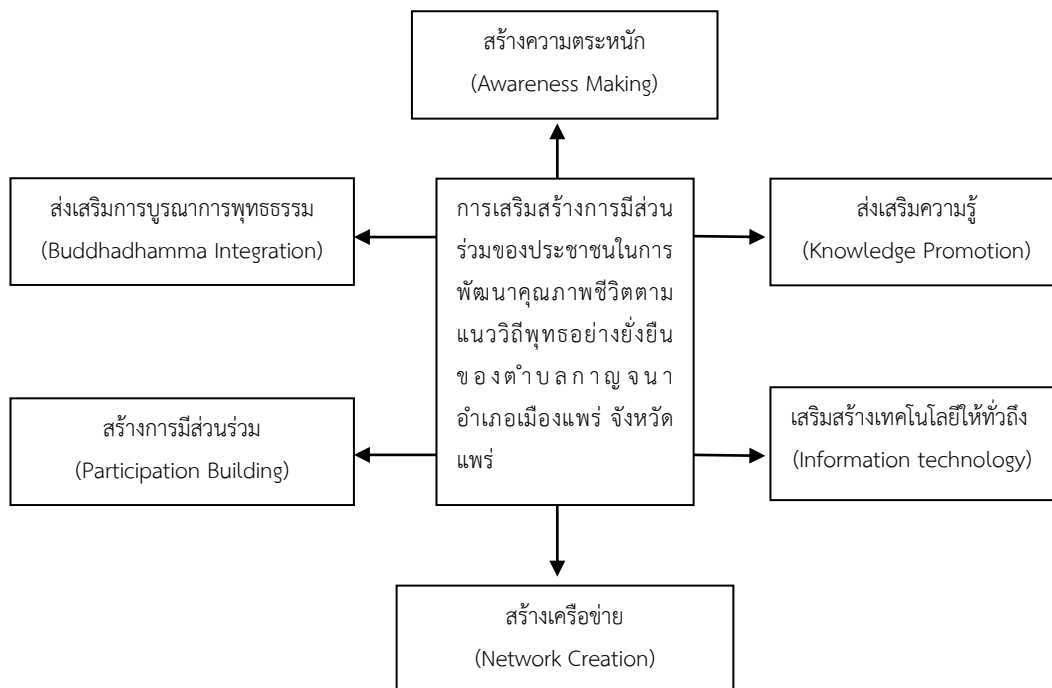 สร้างความตระหนัก
(Awareness Making)
ส่งเสริมการบูรณาการพุทธธรรม
(Buddhadhamma Integration)
การเสริมสร้างการมีส่วน
ร่วมของประชาชนในการ
พัฒนาคุณภาพชีวิตตาม
แนววิถีพุทธอย่างยั่งยืน
ของตำบลกาญจนา
อำเภอเมืองแพร่ จังหวัด
แพร่
ส่งเสริมความรู้
(Knowledge Promotion)
สร้างการมีส่วนร่วม
(Participation Building)
เสริมสร้างเทคโนโลยีให้ทั่วถึง
(Information technology)
สร้างเครือข่าย
(Network Creation)